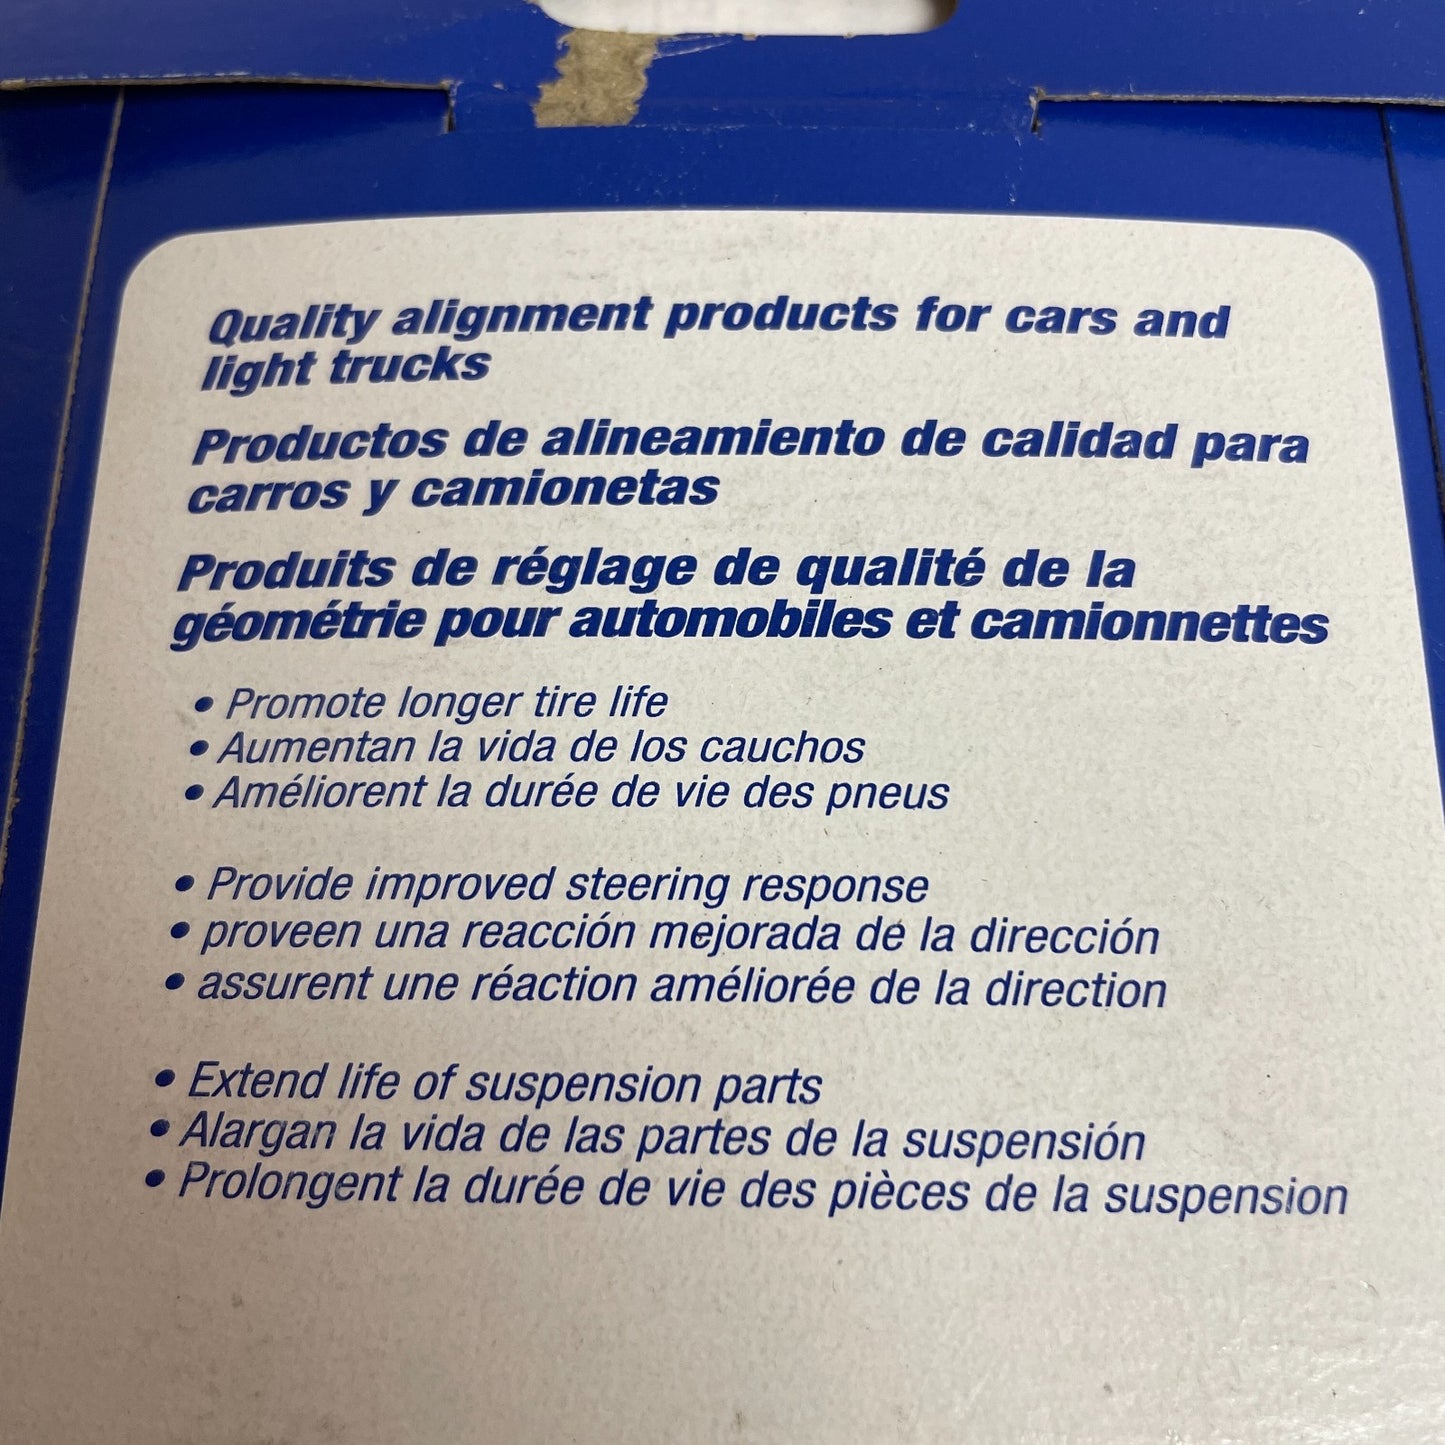 Quality alignment products for cars and
light trucks
Productos de alineamiento de calidad para
carros y camionetas
Produits de réglage de qualité de la
géométrie pour automobiles et camionnettes
• Promote longer tire life
• Aumentan la vida de los cauchos
• Améliorent la durée de vie des pneus
• Provide improved steering response
• proveen una reacción mejorada de la dirección
• assurent une réaction améliorée de la direction
• Extend life of suspension parts
• Alargan la vida de las partes de la suspensión
• Prolongent la durée de vie des pièces de la suspension